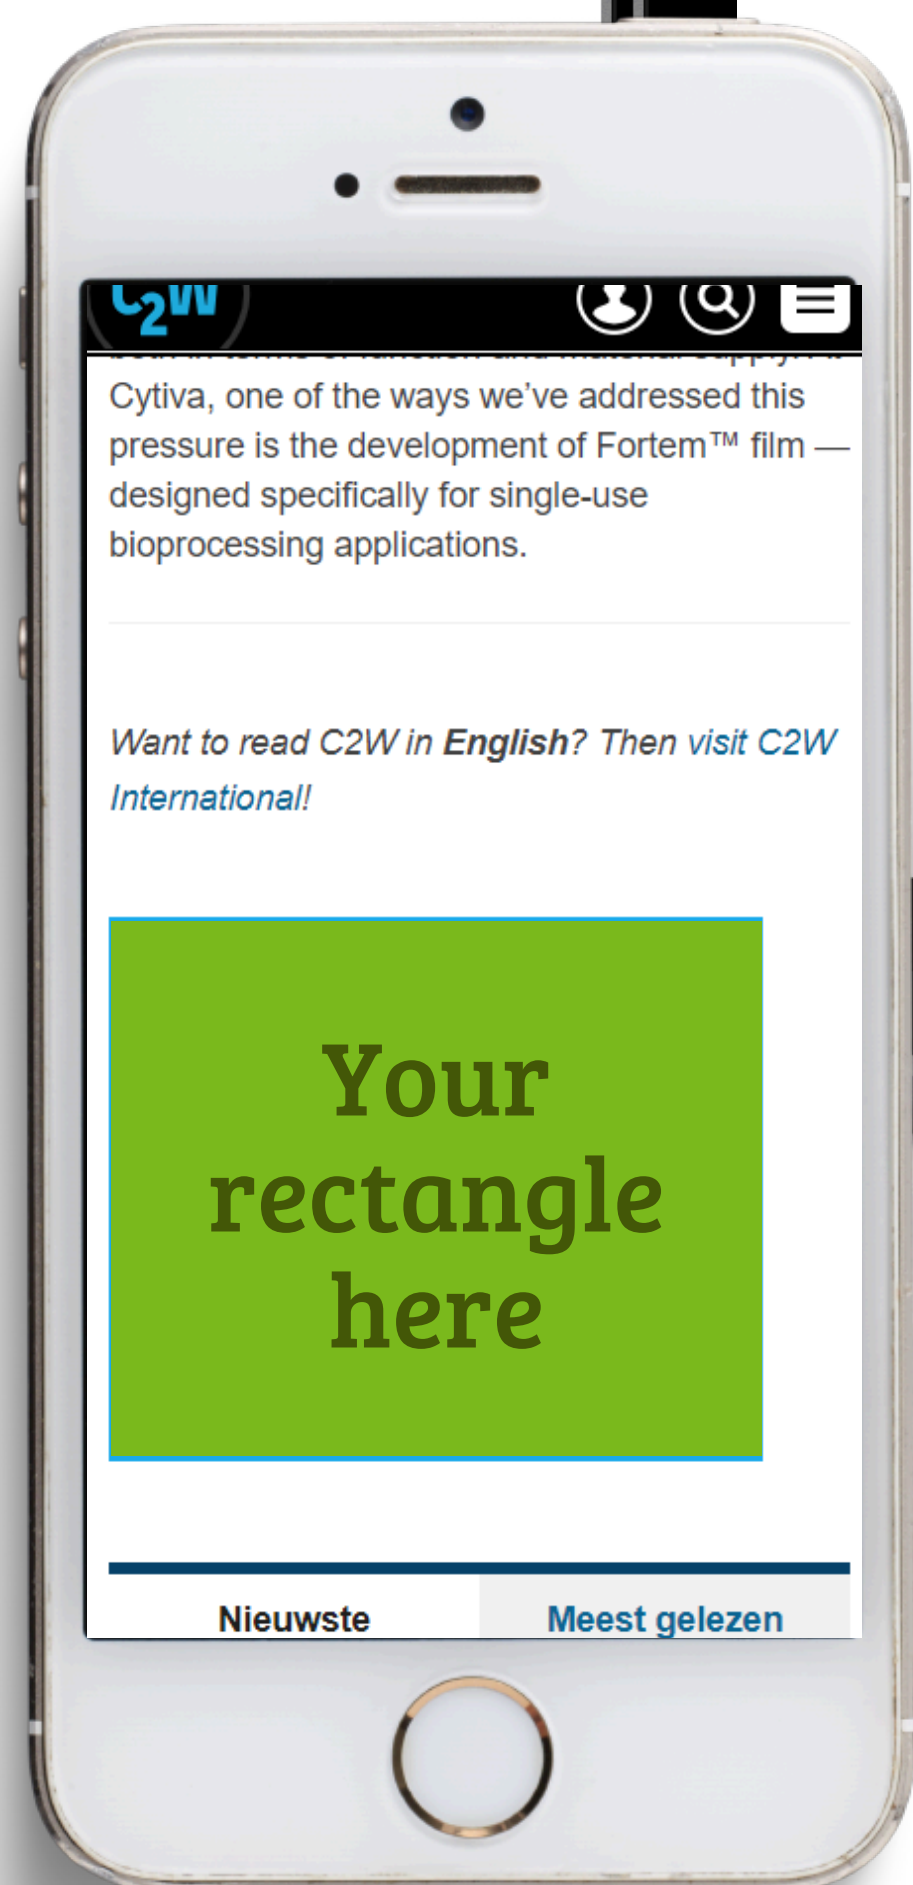 C2W
Cytiva, one of the ways we've addressed this
pressure is the development of Fortem™ film —
designed specifically for single-use
bioprocessing applications.
Want to read C2W in English? Then visit C2W
International!
Your
rectangle
here
Nieuwste
Meest gelezen